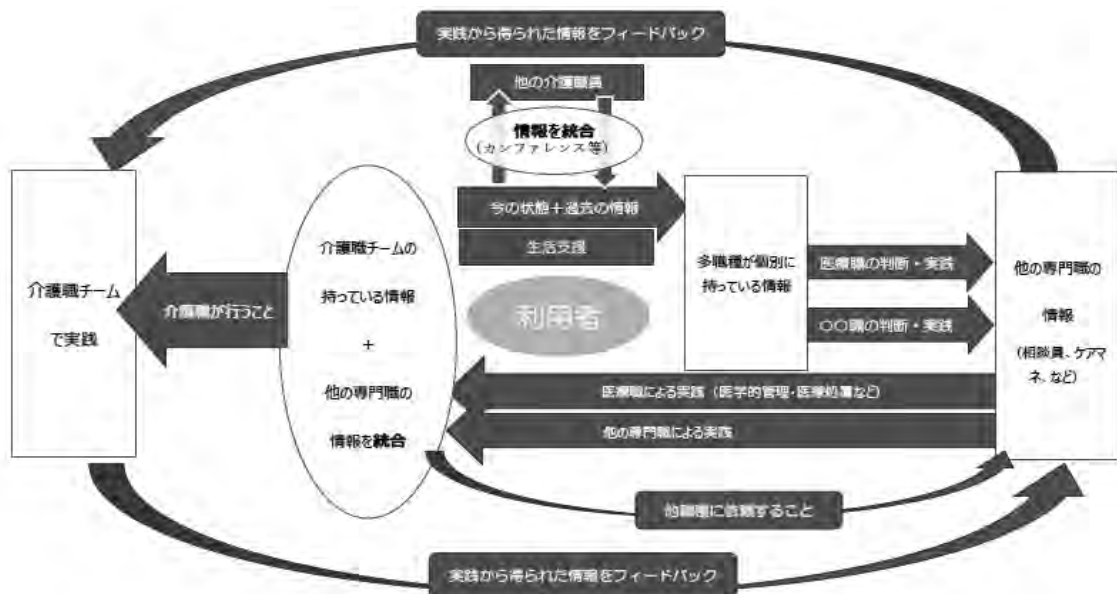 実践から得られた情報をフィードバック
他の介護職員
情報を統合
(カンファレンス等)
今の状態＋過去の情報
生活支援
利用者
介護職チーム
で実践
介護職が行うこと
介護職チームの
持っている情報
+
他の専門職の
情報を統合
多職種が個別に
持っている情報
医療職の判断・実践
〇〇職の判断・実践
他の専門職の
情報
(相談員、ケアマ
ネ、など)
医療職による実践（医学的管理・医療処置など）
他の専門職による実践
他職種に依頼すること
実践から得られた情報をフィードバック